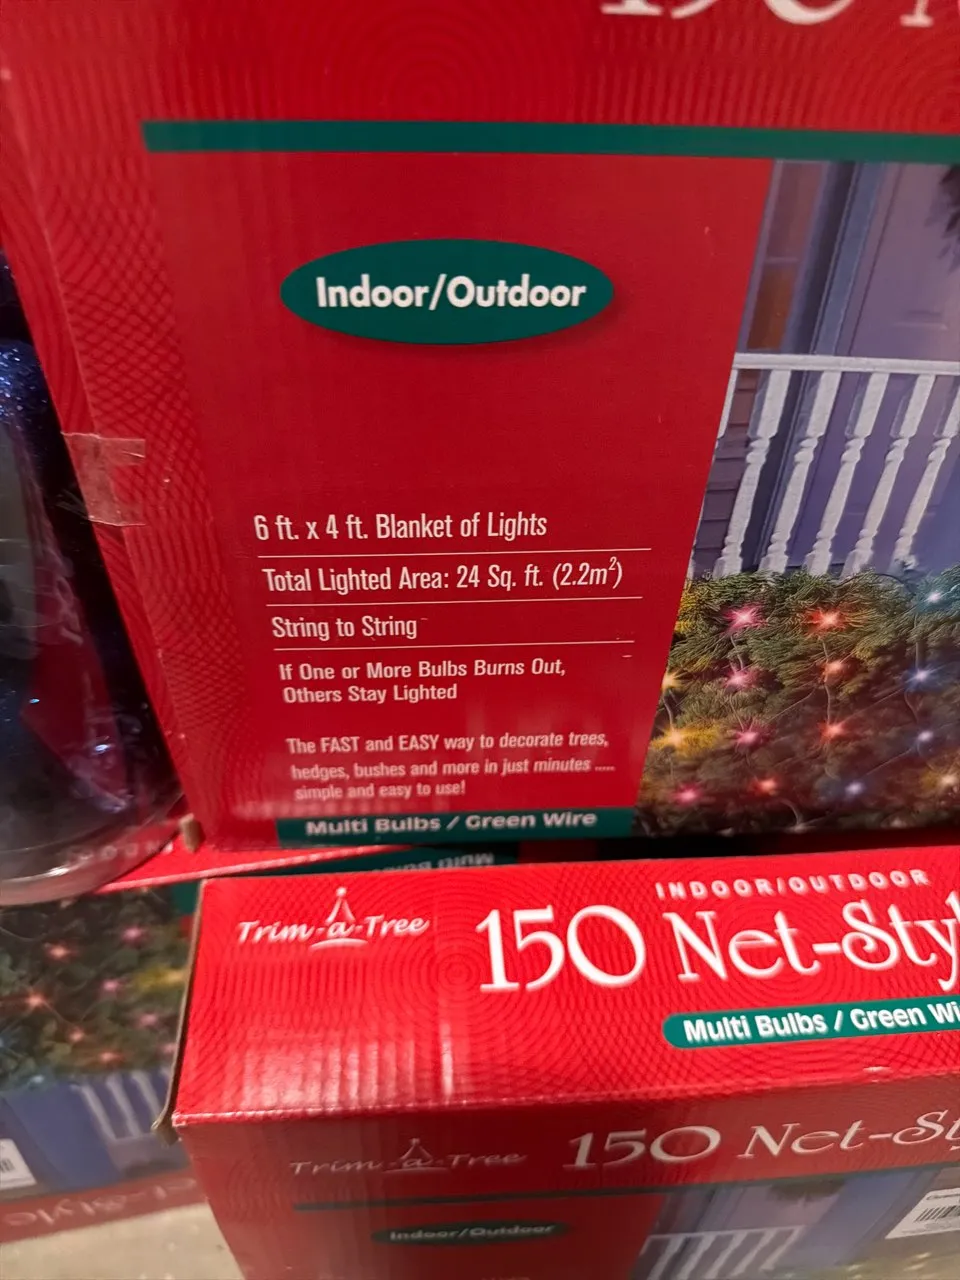 150 N
Indoor/Outdoor
6 ft. x 4 ft. Blanket of Lights
Total Lighted Area: 24 Sq. ft. (2.2m²)
String to String
If One or More Bulbs Burns Out,
Others Stay Lighted
The FAST and EASY way to decorate trees,
hedges, bushes and more in just minutes .....
simple and easy to use!
Multi Bulbs / Green Wire
Multi Bu
INDOOR/OUTDOOR
Trim-a-Tree
150 Net-Sty
Multi Bulbs / Green Wi
Trim-a-Tree
150 Net-St
Indoor/Outdoor